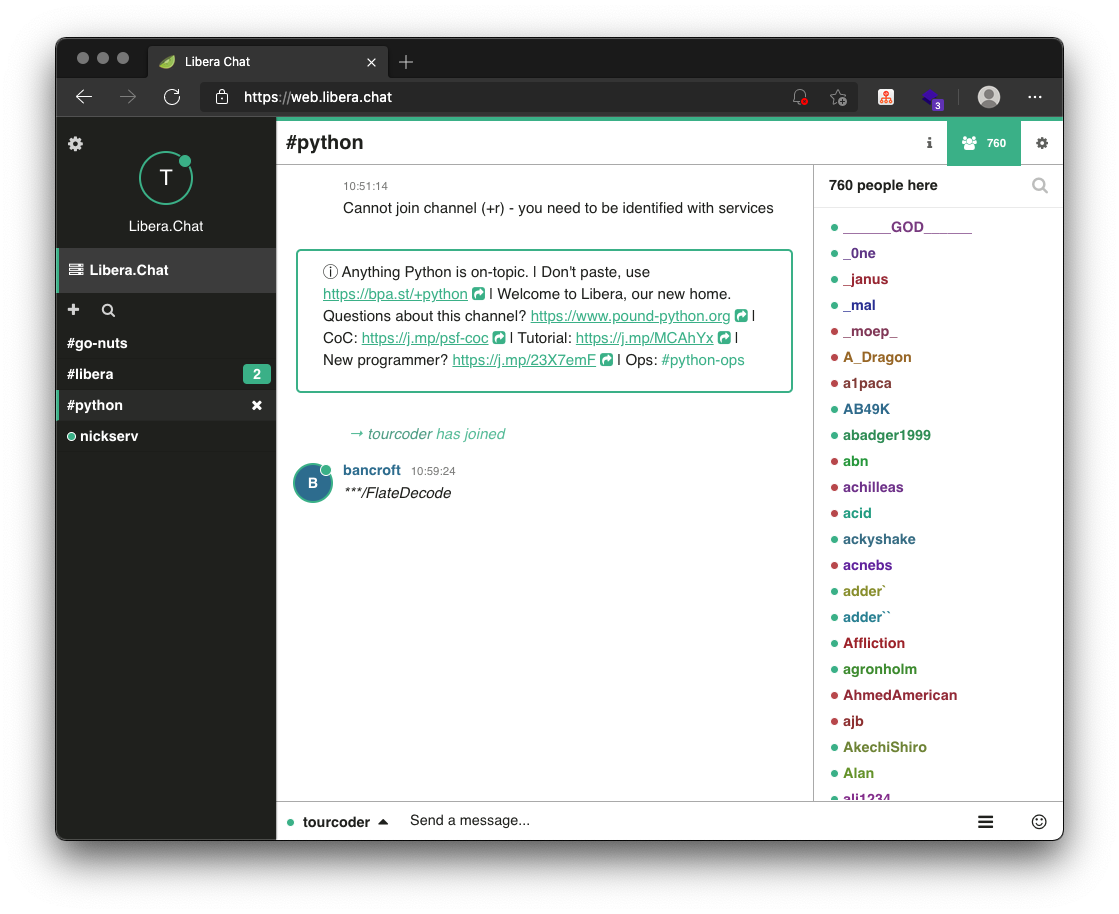 Libera Chat
https://web.libera.chat
3
T
Libera.Chat
Libera.Chat
#go-nuts
#libera 2
#python
nickserv
#python
760
10:51:14
Cannot join channel (+r) - you need to be identified with services
Anything Python is on-topic. | Don't paste, use
https://bpa.st/+python | Welcome to Libera, our new home.
Questions about this channel? https://www.pound-python.org |
CoC: https://j.mp/psf-coc | Tutorial: https://j.mp/MCAhYx |
New programmer? https://j.mp/23X7emF | Ops: #python-ops
→ tourcoder has joined
B
bancroft 10:59:24
***/FlateDecode
760 people here
______GOD______
_0ne
_janus
_mal
_moep_
A_Dragon
a1paca
AB49K
abadger1999
abn
achilleas
acid
ackyshake
acnebs
adder`
adder``
Affliction
agronholm
AhmedAmerican
ajb
AkechiShiro
Alan
ali1234
tourcoder
Send a message...